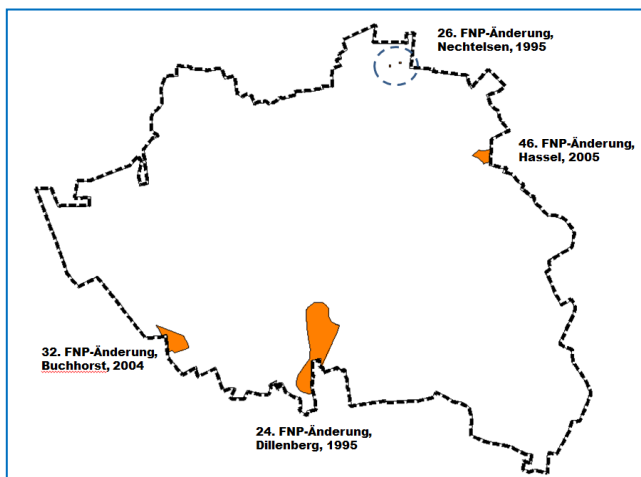 26. FNP-Änderung,
Nechtelsen, 1995
46. FNP-Änderung,
Hassel, 2005
32. FNP-Änderung,
Buchhorst, 2004
24. FNP-Änderung,
Dillenberg, 1995